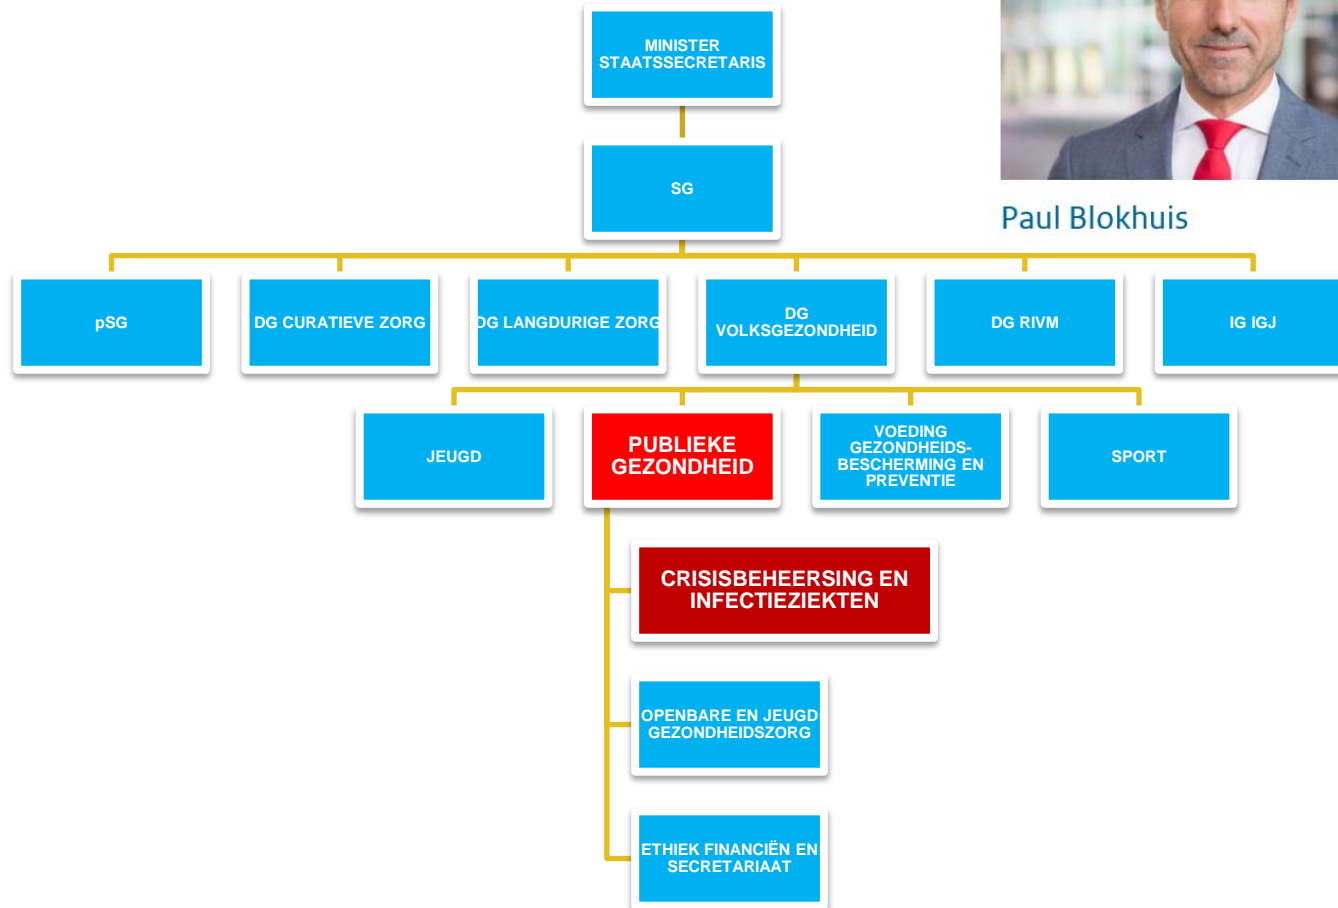 MINISTER
STAATSSECRETARIS
SG
Paul Blokhuis
pSG
DG CURATIEVE ZORG
DG LANGDURIGE ZORG
DG
VOLKSGEZONDHEID
DG RIVM
IG IGJ
JEUGD
PUBLIEKE
GEZONDHEID
VOEDING
GEZONDHEIDS-
BESCHERMING EN
PREVENTIE
SPORT
CRISISBEHEERSING EN
INFECTIEZIEKTEN
OPENBARE EN JEUGD
GEZONDHEIDSZORG
ETHIEK FINANCIËN EN
SECRETARIAAT